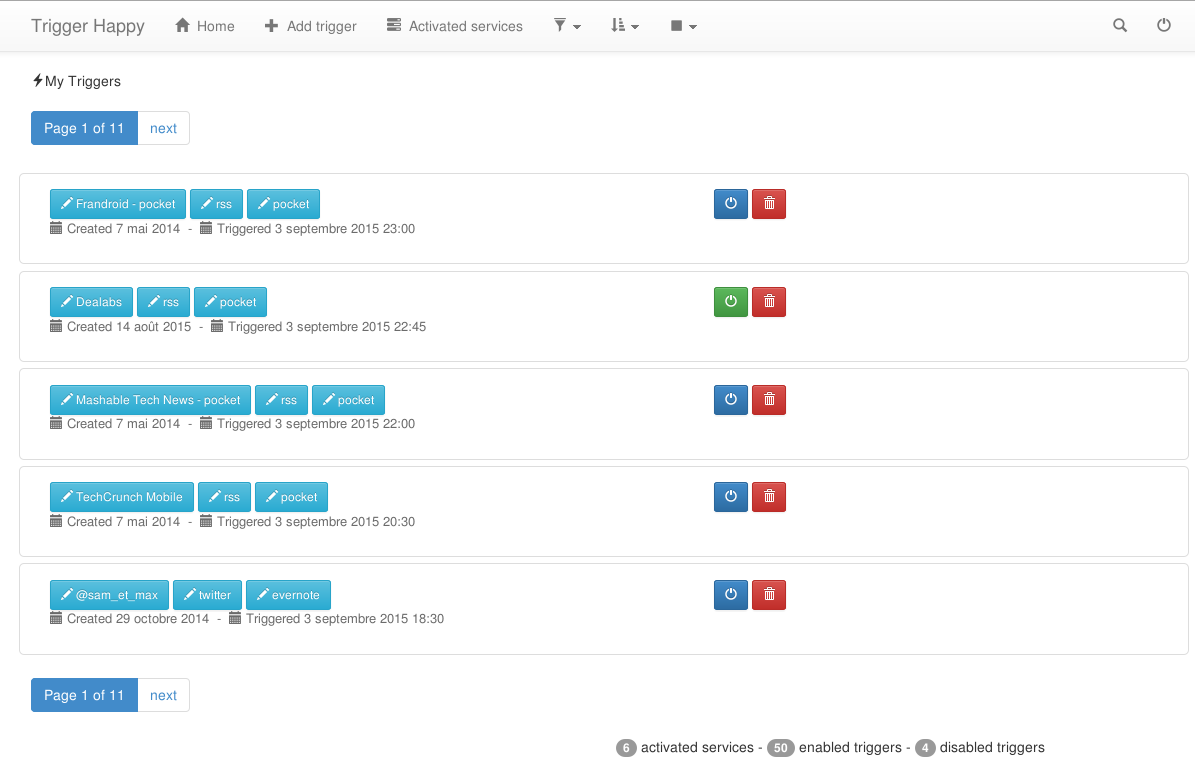 Trigger Happy Home Add trigger Activated services
My Triggers
Page 1 of 11 next
Frandroid - pocket rss pocket
Created 7 mai 2014 - Triggered 3 septembre 2015 23:00
Dealabs rss pocket
Created 14 août 2015 - Triggered 3 septembre 2015 22:45
Mashable Tech News - pocket rss pocket
Created 7 mai 2014 - Triggered 3 septembre 2015 22:00
TechCrunch Mobile rss pocket
Created 7 mai 2014 - Triggered 3 septembre 2015 20:30
@sam_et_max twitter evernote
Created 29 octobre 2014 - Triggered 3 septembre 2015 18:30
Page 1 of 11 next
6 activated services - 50 enabled triggers - 4 disabled triggers